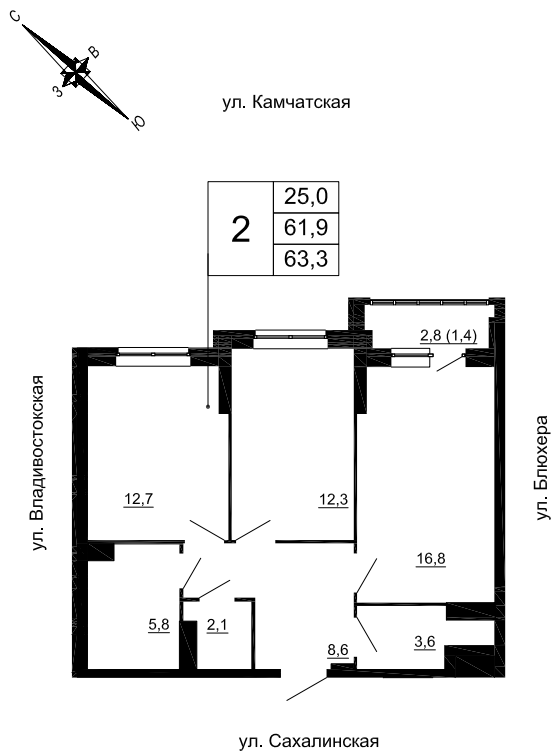 С
В
З
Ю
ул. Камчатская
2
25,0
61,9
63,3
2,8 (1,4)
ул. Владивостокская
ул. Блюхера
12,7
12,3
16,8
5,8
2,1
8,6
3,6
ул. Сахалинская